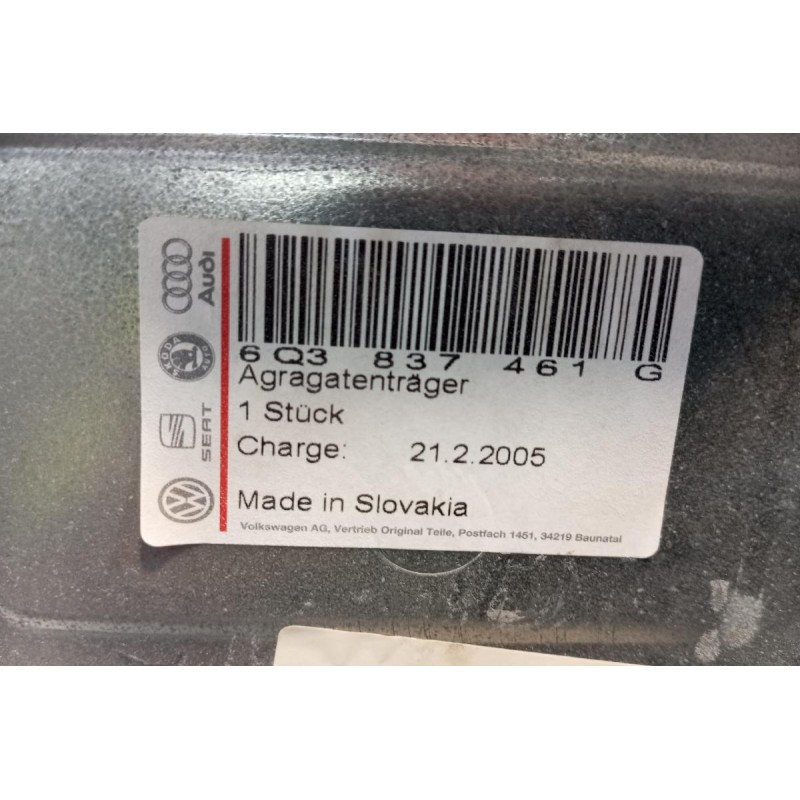 Audi
SKODA
SEAT
6Q3 837 461 G
Agragatenträger
1 Stück
Charge: 21.2.2005
Made in Slovakia
Volkswagen AG, Vertrieb Original Teile, Postfach 1451, 34219 Baunatal